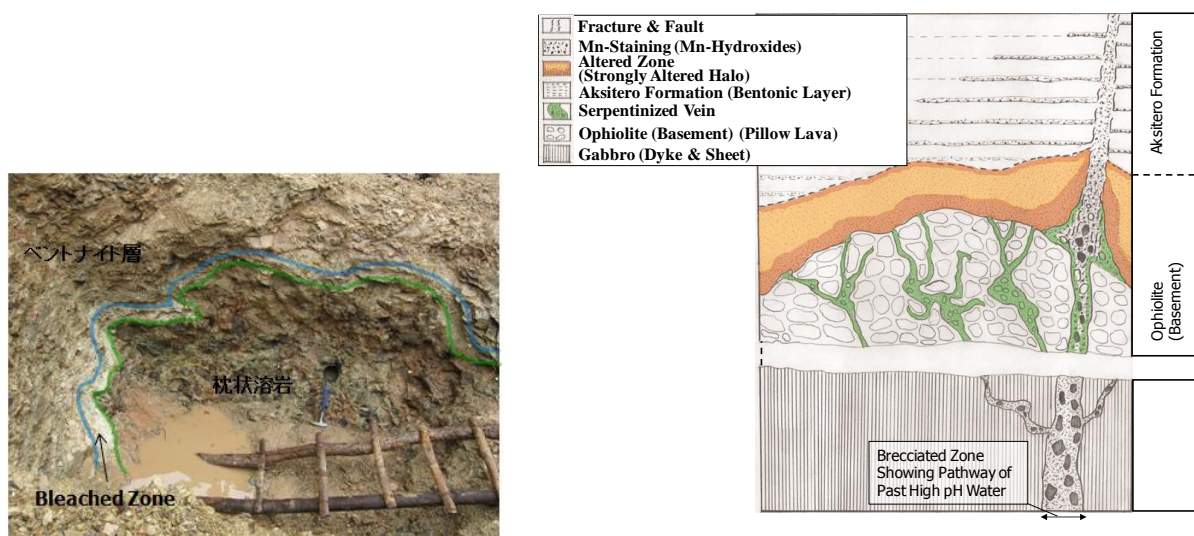 ベントナイト層
枕状溶岩
Bleached Zone
Fracture & Fault
Mn-Staining (Mn-Hydroxides)
Altered Zone
(Strongly Altered Halo)
Aksitero Formation (Bentonic Layer)
Serpentinized Vein
Ophiolite (Basement) (Pillow Lava)
Gabbro (Dyke & Sheet)
Aksitero Formation
Ophiolite
(Basement)
Brecciated Zone
Showing Pathway of
Past High pH Water